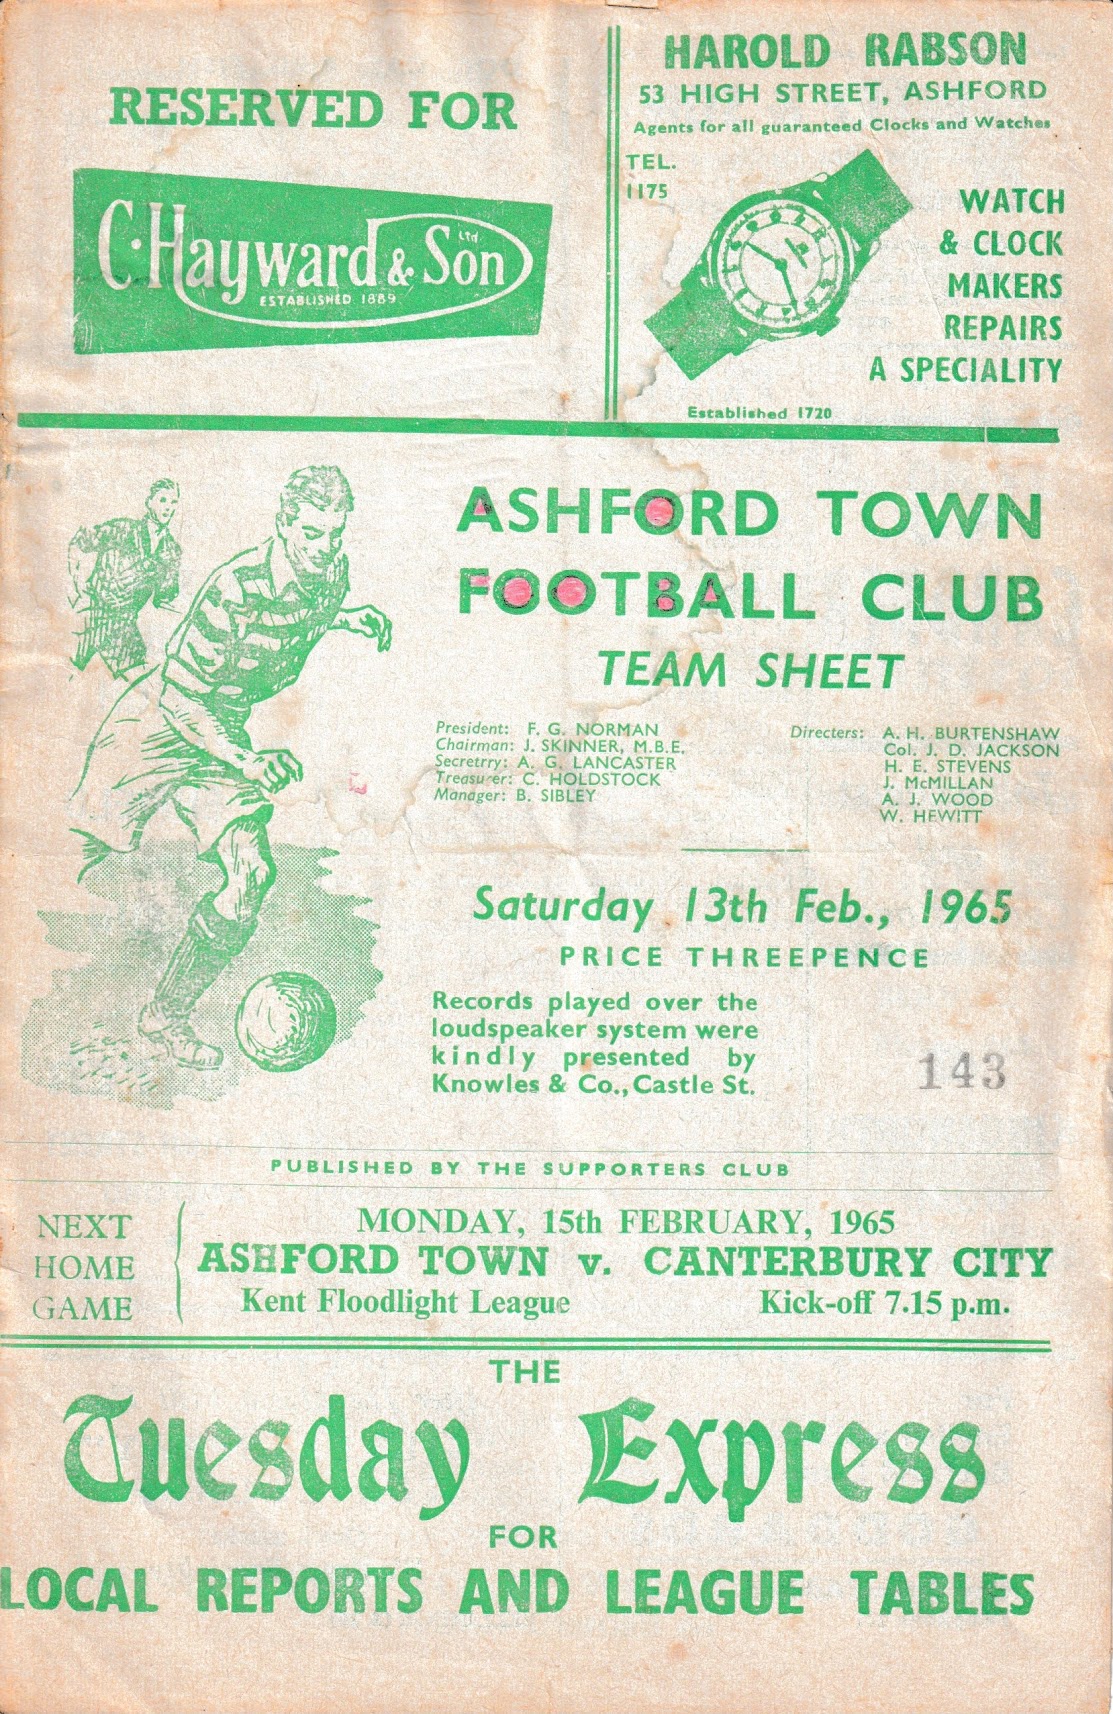 RESERVED FOR
C. Hayward & Son Ltd.
ESTABLISHED 1889
HAROLD RABSON
53 HIGH STREET, ASHFORD
Agents for all guaranteed Clocks and Watches
TEL.
1175
WATCH
& CLOCK
MAKERS
REPAIRS
A SPECIALITY
Established 1720
ASHFORD TOWN
FOOTBALL CLUB
TEAM SHEET
President: F. G. NORMAN
Chairman: J. SKINNER, M.B.E.
Secretrry: A. G. LANCASTER
Treasurer: C. HOLDSTOCK
Manager: B. SIBLEY
Directers: A. H. BURTENSHAW
Col. J. D. JACKSON
H. E. STEVENS
J. McMILLAN
A. J. WOOD
W. HEWITT
Saturday 13th Feb., 1965
PRICE THREEPENCE
Records played over the
loudspeaker system were
kindly presented by
Knowles & Co., Castle St.
143
PUBLISHED BY THE SUPPORTERS CLUB
NEXT
HOME
GAME
MONDAY, 15th FEBRUARY, 1965
ASHFORD TOWN v. CANTERBURY CITY
Kent Floodlight League Kick-off 7.15 p.m.
THE
Tuesday Express
FOR
LOCAL REPORTS AND LEAGUE TABLES